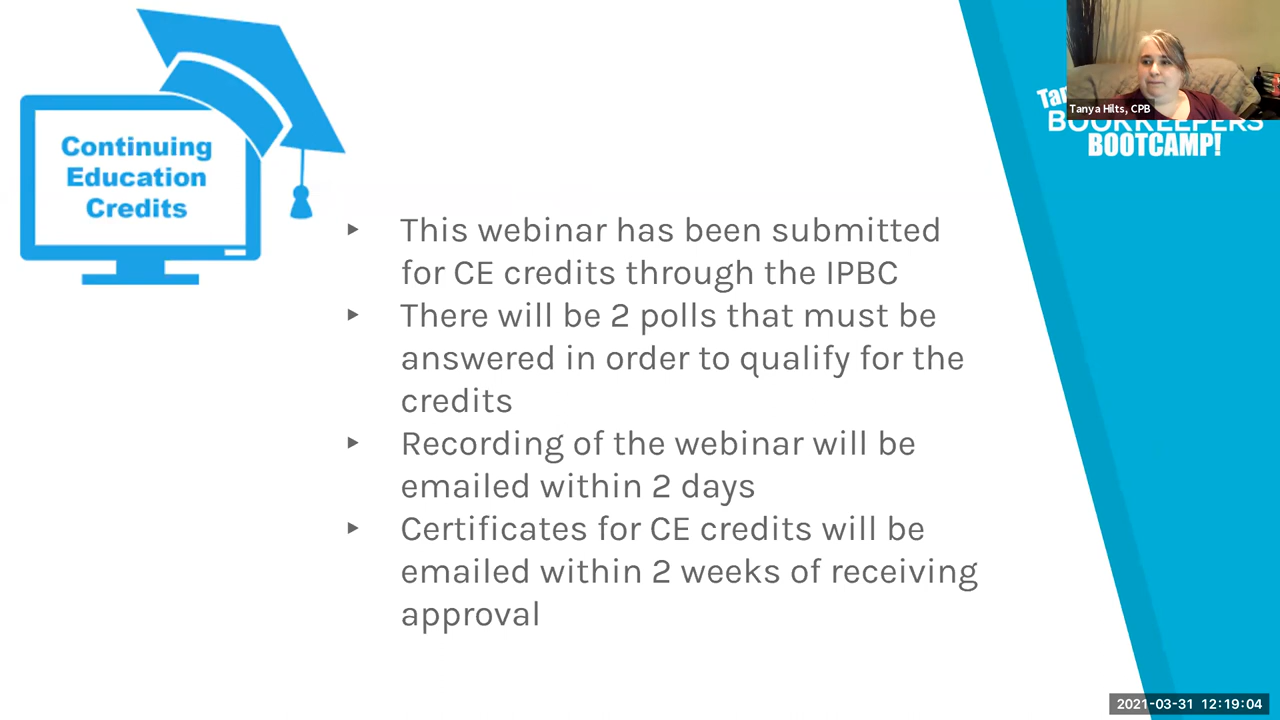 Continuing
Education
Credits
Tanya Hilts, CPB
BOOKKEEPERS
BOOTCAMP!
This webinar has been submitted
for CE credits through the IPBC
There will be 2 polls that must be
answered in order to qualify for the
credits
Recording of the webinar will be
emailed within 2 days
Certificates for CE credits will be
emailed within 2 weeks of receiving
approval
2021-03-31 12:19:04